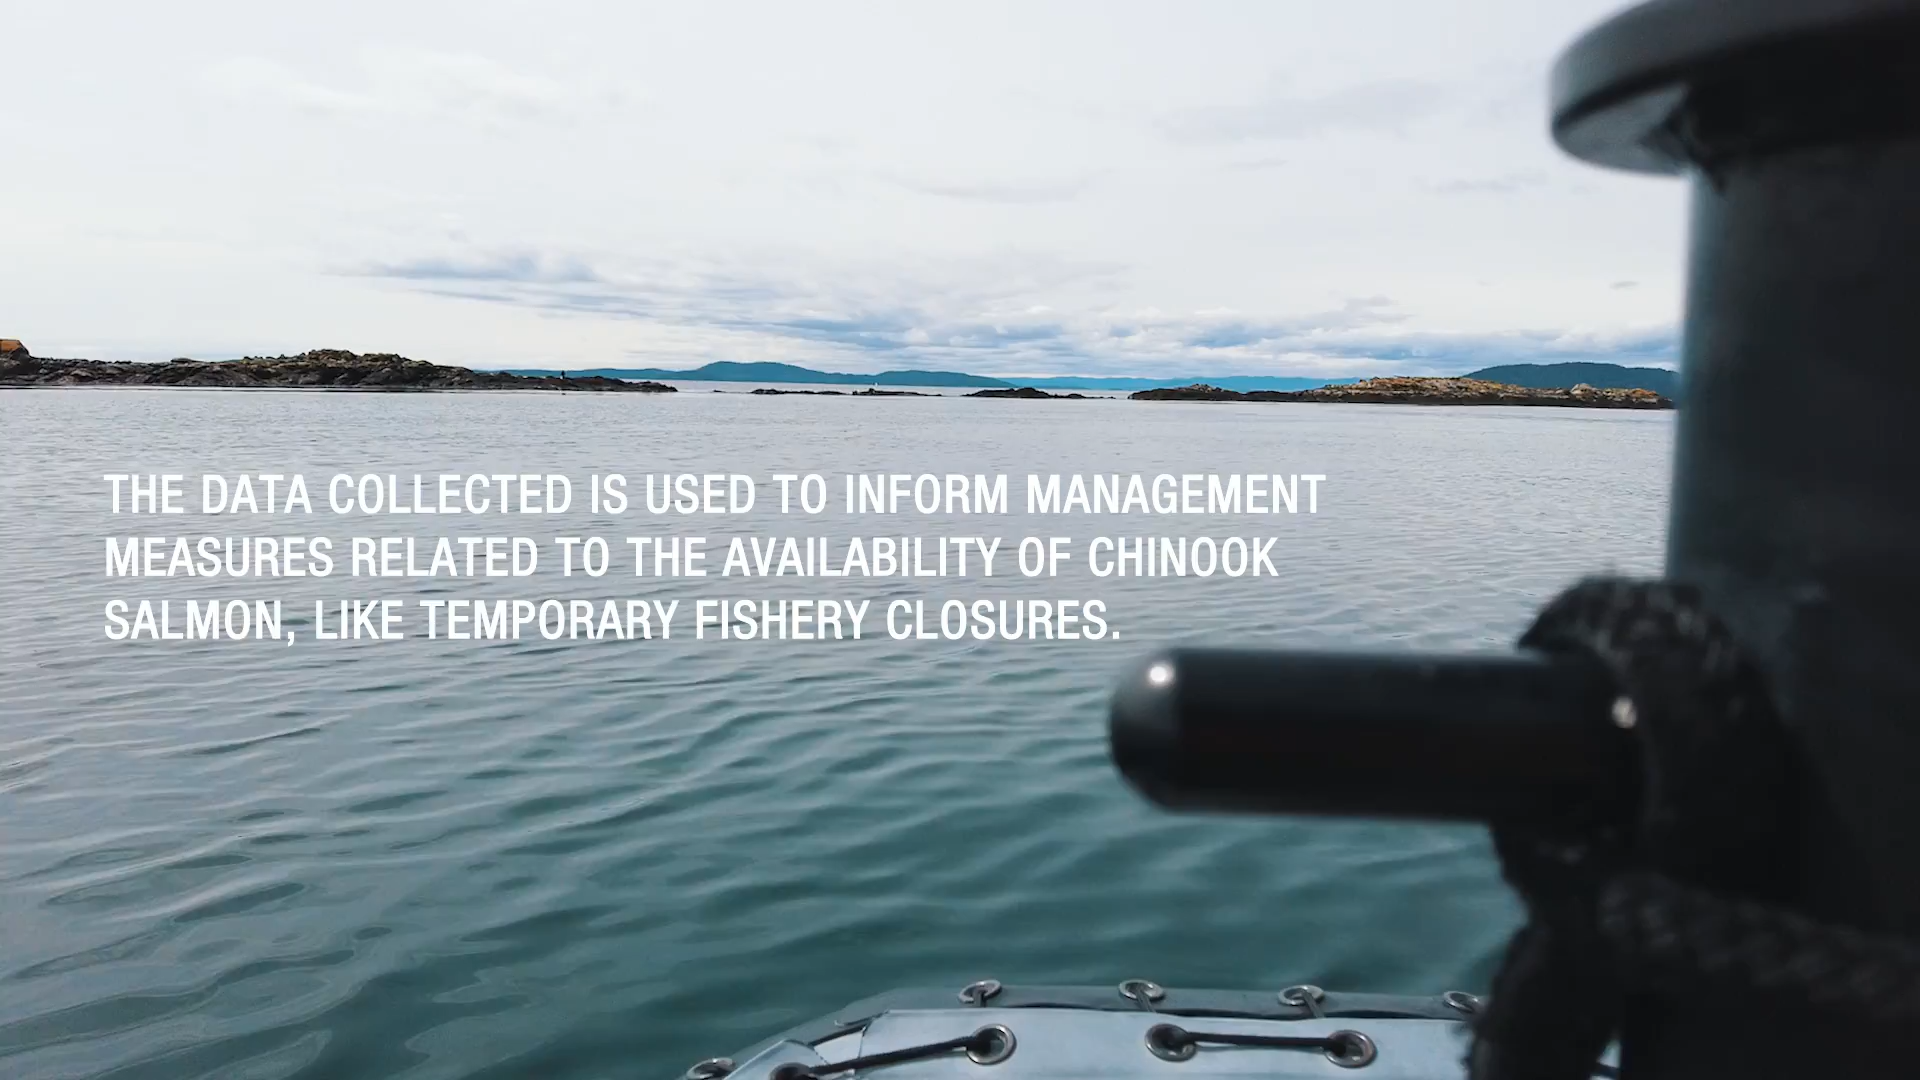 THE DATA COLLECTED IS USED TO INFORM MANAGEMENT
MEASURES RELATED TO THE AVAILABILITY OF CHINOOK
SALMON, LIKE TEMPORARY FISHERY CLOSURES.